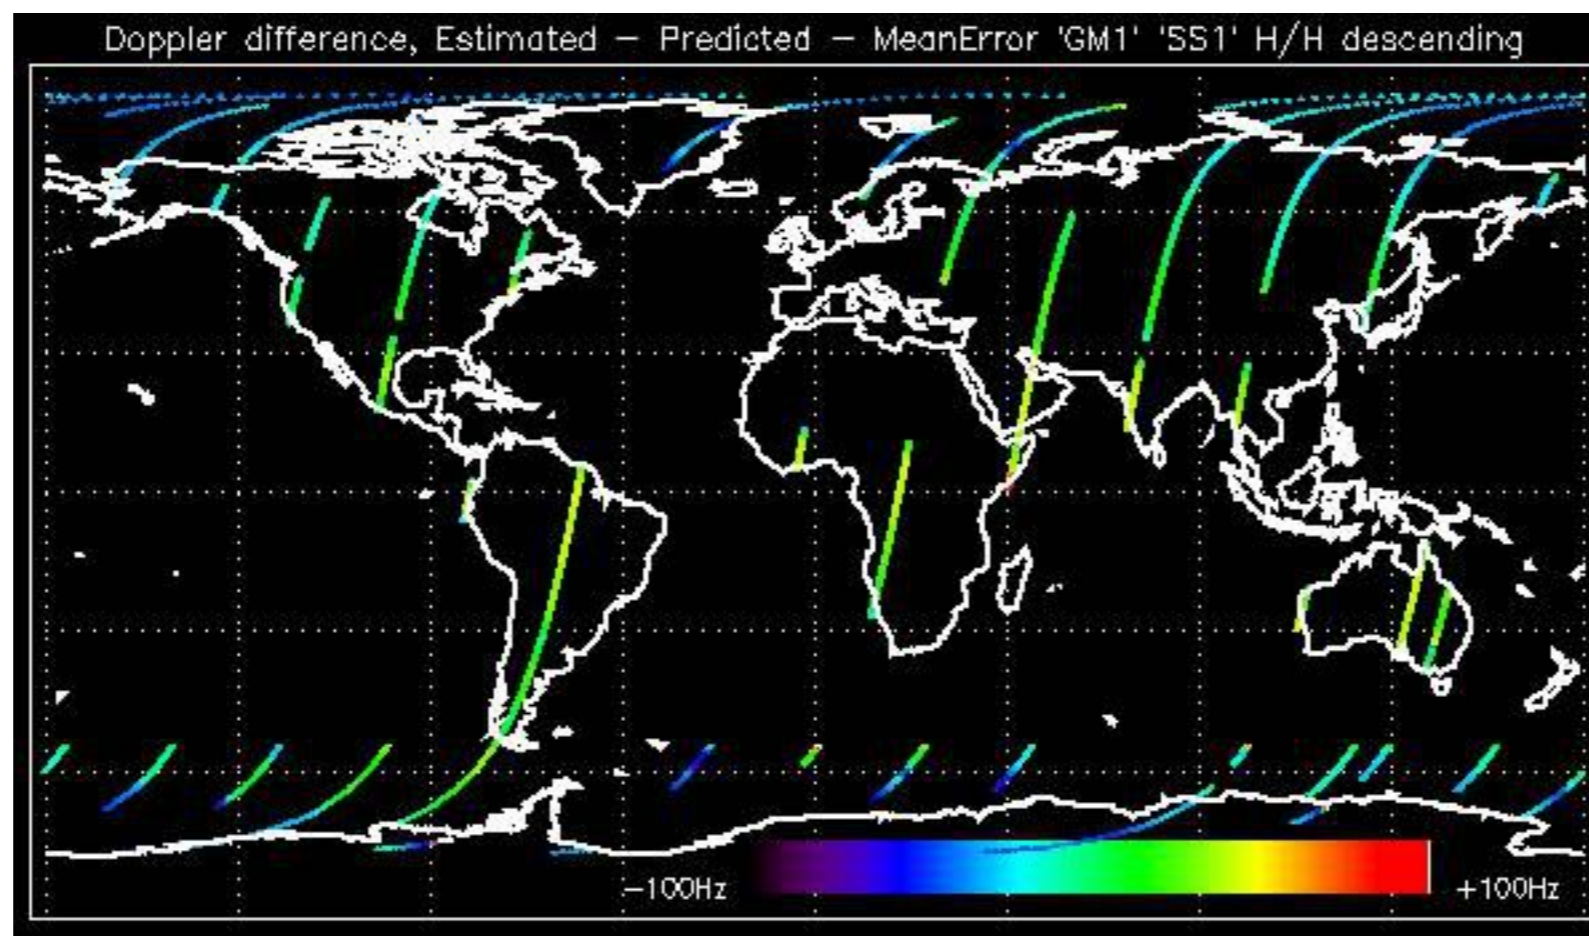 Doppler difference, Estimated – Predicted – MeanError 'GM1' 'SS1' H/H descending
–100Hz +100Hz